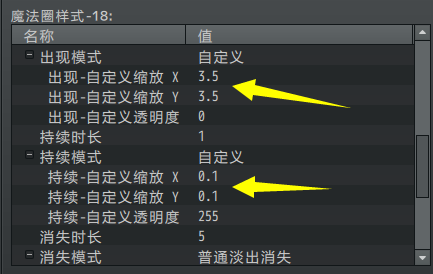 魔法圈样式-18:
名称 值
出现模式 自定义
出现-自定义缩放 X 3.5
出现-自定义缩放 Y 3.5
出现-自定义透明度 0
持续时长 1
持续模式 自定义
持续-自定义缩放 X 0.1
持续-自定义缩放 Y 0.1
持续-自定义透明度 255
消失时长 5
消失模式 普通淡出消失